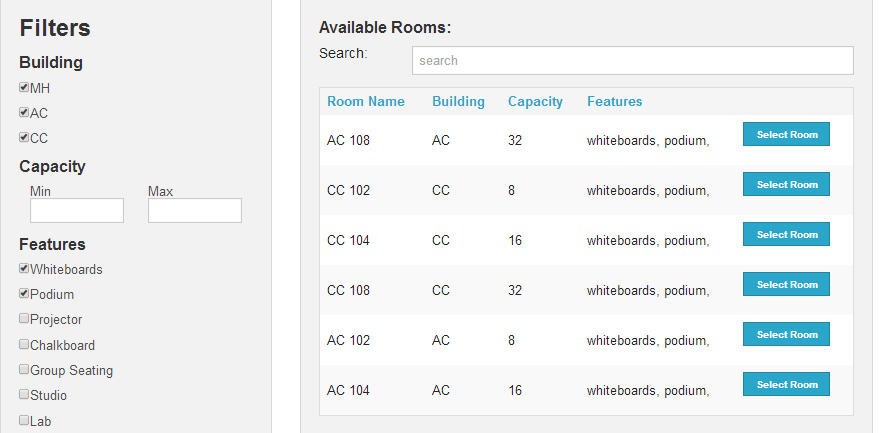 Filters
Building
MH
AC
CC
Capacity
Min Max
Features
Whiteboards
Podium
Projector
Chalkboard
Group Seating
Studio
Lab
Available Rooms:
Search: search
Room Name Building Capacity Features
AC 108 AC 32 whiteboards, podium, Select Room
CC 102 CC 8 whiteboards, podium, Select Room
CC 104 CC 16 whiteboards, podium, Select Room
CC 108 CC 32 whiteboards, podium, Select Room
AC 102 AC 8 whiteboards, podium, Select Room
AC 104 AC 16 whiteboards, podium, Select Room